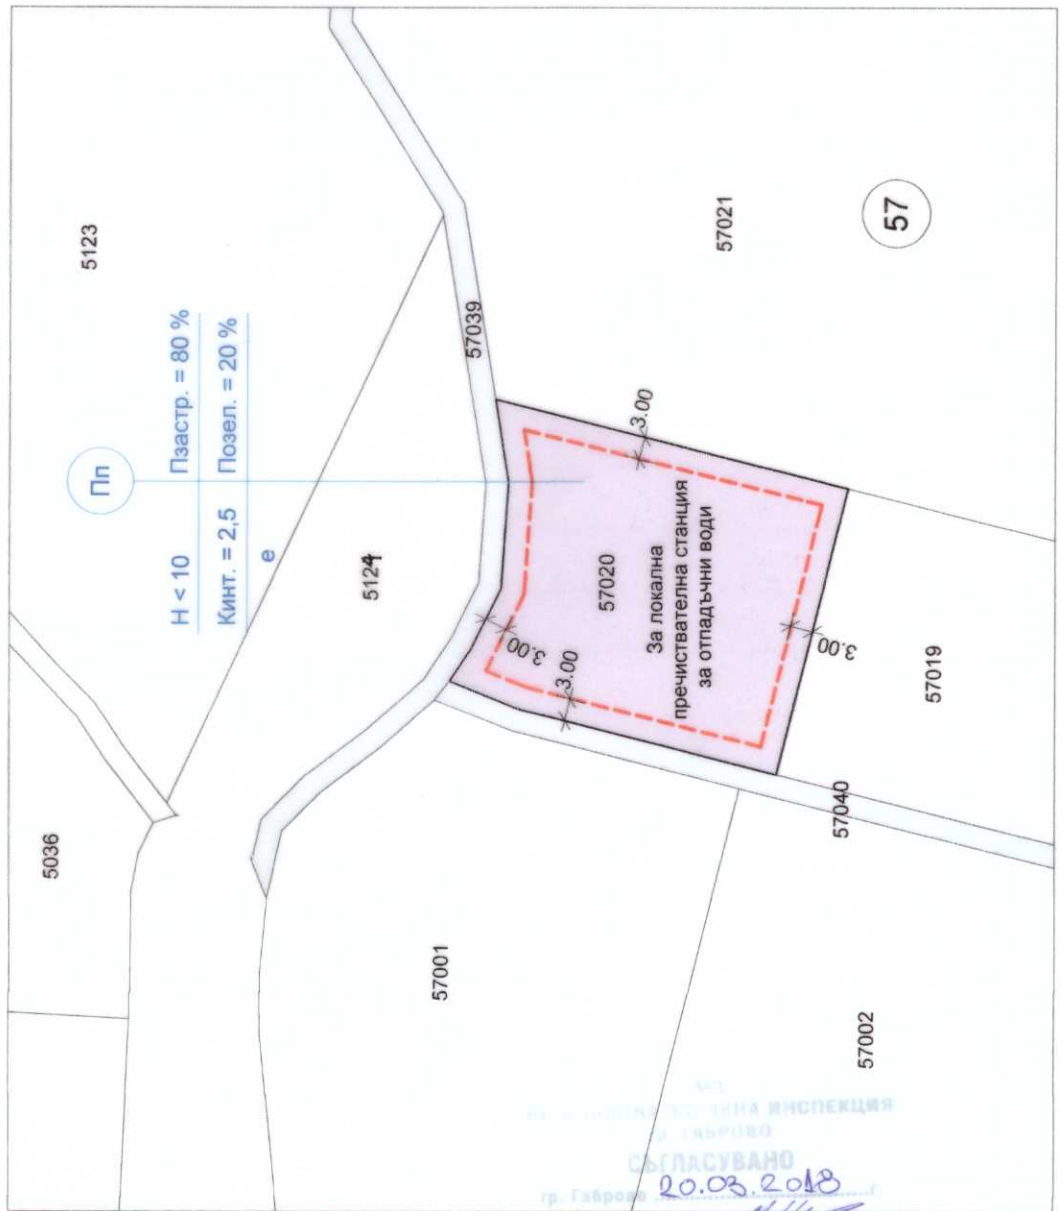 5123
Пп
Н < 10 Пзастр. = 80 %
Кинт. = 2,5 Позел. = 20 %
е
5124
57039
57021
57
3.00
57020
За локална
пречиствателна станция
за отпадъчни води
3.00
3.00
3.00
57019
57040
5036
57001
57002
ИНСПЕКЦИЯ
ГАБРОВО
СЪГЛАСУВАНО
гр. Габрово 20.03.2018 г.